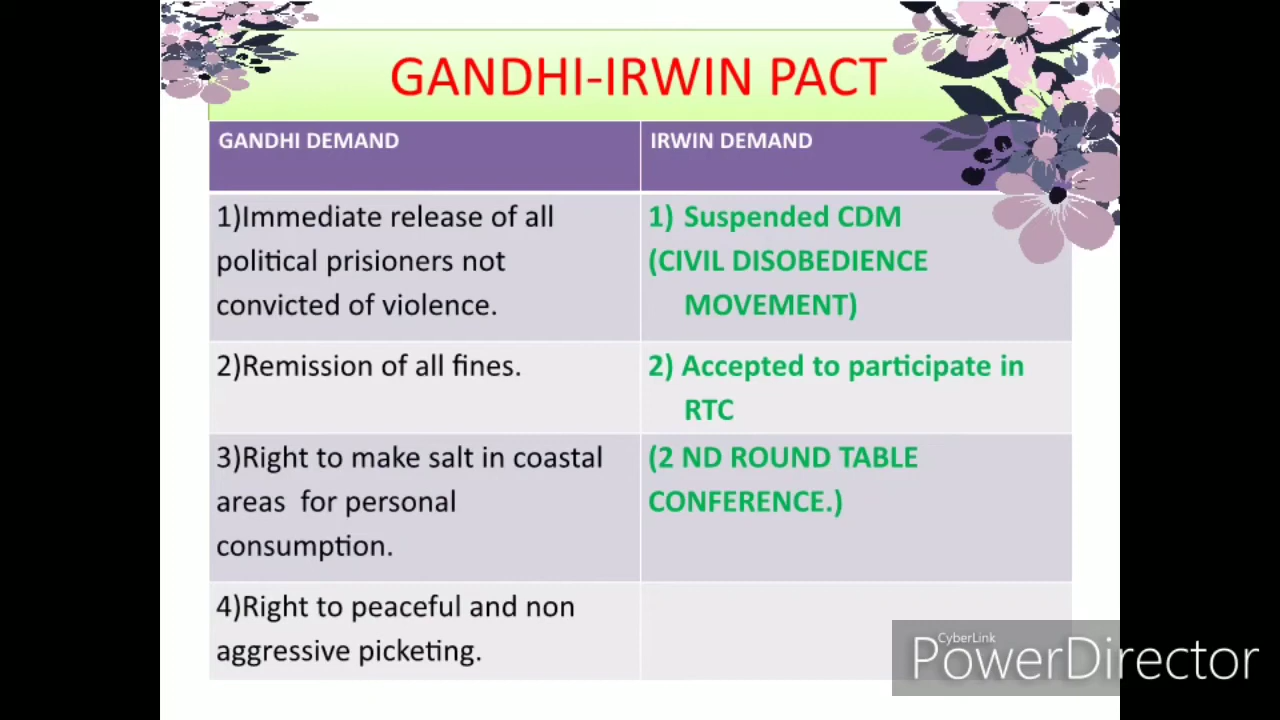 GANDHI-IRWIN PACT
GANDHI DEMAND
IRWIN DEMAND
1)Immediate release of all
political prisioners not
convicted of violence.
1) Suspended CDM
(CIVIL DISOBEDIENCE
MOVEMENT)
2)Remission of all fines.
2) Accepted to participate in
RTC
3)Right to make salt in coastal
areas for personal
consumption.
(2 ND ROUND TABLE
CONFERENCE.)
4)Right to peaceful and non
aggressive picketing.
CyberLink
PowerDirector